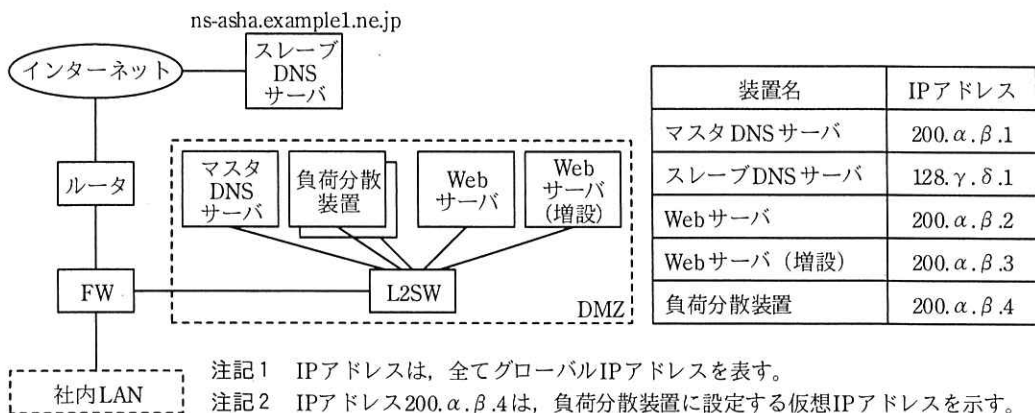 ns-asha.example1.ne.jp
インターネット
スレーブ
DNS
サーバ
ルータ
マスタ
DNS
サーバ
負荷分散
装置
Web
サーバ
Web
サーバ
(増設)
FW
L2SW
DMZ
社内LAN
装置名 IPアドレス
マスタDNSサーバ 200.α.β.1
スレーブDNSサーバ 128.γ.δ.1
Webサーバ 200.α.β.2
Webサーバ（増設） 200.α.β.3
負荷分散装置 200.α.β.4
注記1 IPアドレスは，全てグローバルIPアドレスを表す。
注記2 IPアドレス200.α.β.4は，負荷分散装置に設定する仮想IPアドレスを示す。